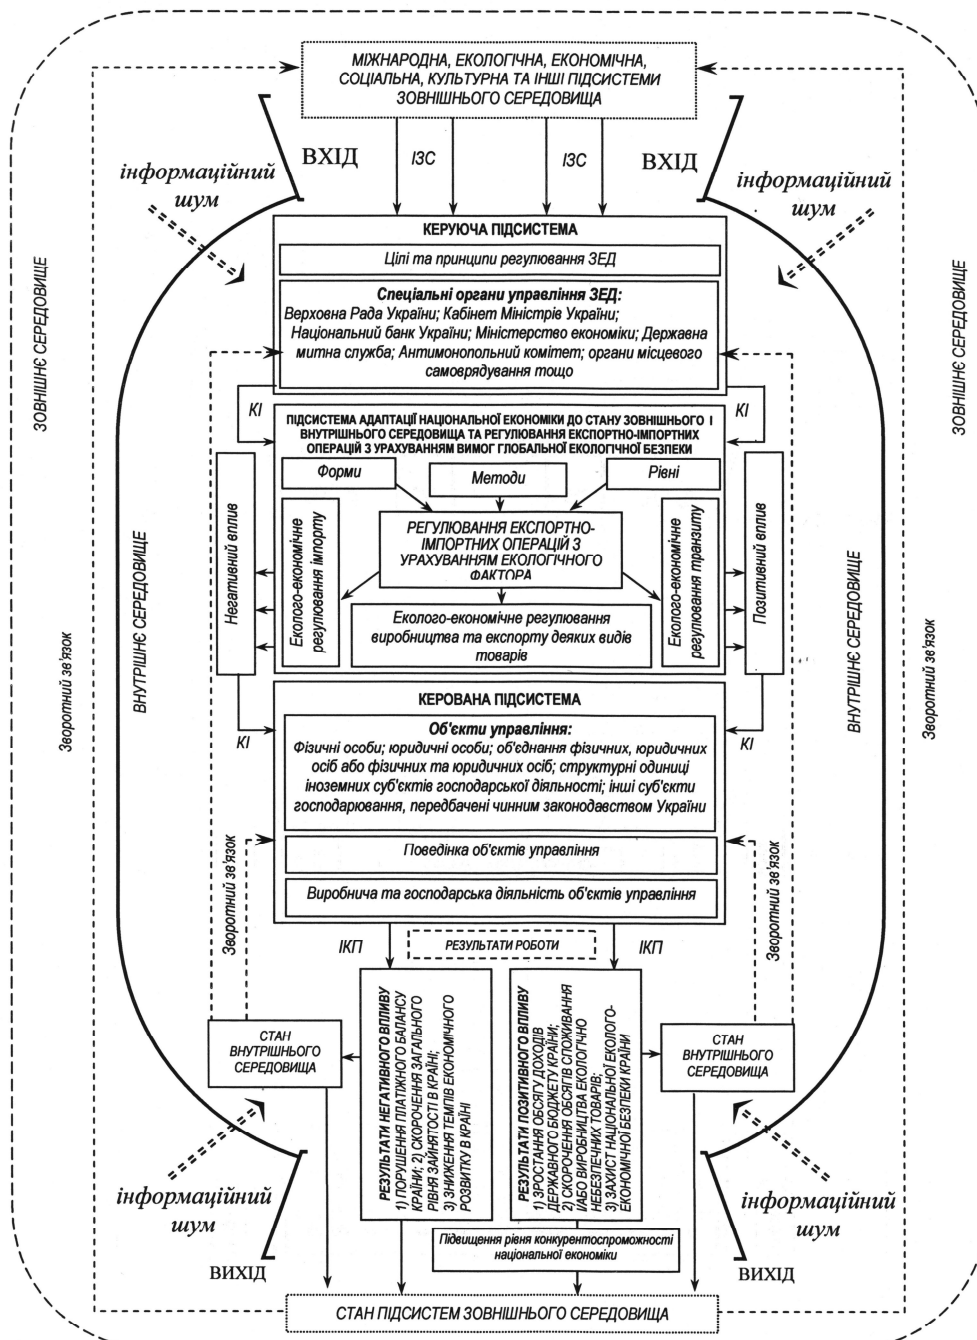 МІЖНАРОДНА, ЕКОЛОГІЧНА, ЕКОНОМІЧНА,
СОЦІАЛЬНА, КУЛЬТУРНА ТА ІНШІ ПІДСИСТЕМИ
ЗОВНІШНЬОГО СЕРЕДОВИЩА
ВХІД
ІЗС
ІЗС
ВХІД
інформаційний
шум
інформаційний
шум
ЗОВНІШНЄ СЕРЕДОВИЩЕ
ЗОВНІШНЄ СЕРЕДОВИЩЕ
КЕРУЮЧА ПІДСИСТЕМА
Цілі та принципи регулювання ЗЕД
Спеціальні органи управління ЗЕД:
Верховна Рада України; Кабінет Міністрів України;
Національний банк України; Міністерство економіки; Державна
митна служба; Антимонопольний комітет; органи місцевого
самоврядування тощо
КІ
КІ
ПІДСИСТЕМА АДАПТАЦІЇ НАЦІОНАЛЬНОЇ ЕКОНОМІКИ ДО СТАНУ ЗОВНІШНЬОГО І
ВНУТРІШНЬОГО СЕРЕДОВИЩА ТА РЕГУЛЮВАННЯ ЕКСПОРТНО-ІМПОРТНИХ
ОПЕРАЦІЙ З УРАХУВАННЯМ ВИМОГ ГЛОБАЛЬНОЇ ЕКОЛОГІЧНОЇ БЕЗПЕКИ
Форми
Методи
Рівні
ВНУТРІШНЄ СЕРЕДОВИЩЕ
Негативний вплив
Еколого-економічне
регулювання імпорту
РЕГУЛЮВАННЯ ЕКСПОРТНО-
ІМПОРТНИХ ОПЕРАЦІЙ З
УРАХУВАННЯМ ЕКОЛОГІЧНОГО
ФАКТОРА
Еколого-економічне
регулювання транзиту
Позитивний вплив
ВНУТРІШНЄ СЕРЕДОВИЩЕ
Еколого-економічне регулювання
виробництва та експорту деяких видів
товарів
Зворотний зв'язок
Зворотний зв'язок
КЕРОВАНА ПІДСИСТЕМА
КІ
КІ
Об'єкти управління:
Фізичні особи; юридичні особи; об'єднання фізичних, юридичних
осіб або фізичних та юридичних осіб; структурні одиниці
іноземних суб'єктів господарської діяльності; інші суб'єкти
господарювання, передбачені чинним законодавством України
Поведінка об'єктів управління
Виробнича та господарська діяльність об'єктів управління
Зворотний зв'язок
Зворотний зв'язок
ІКП
РЕЗУЛЬТАТИ РОБОТИ
ІКП
СТАН
ВНУТРІШНЬОГО
СЕРЕДОВИЩА
РЕЗУЛЬТАТИ НЕГАТИВНОГО ВПЛИВУ
1) ПОРУШЕННЯ ПЛАТІЖНОГО БАЛАНСУ
КРАЇНИ; 2) СКОРОЧЕННЯ ЗАГАЛЬНОГО
РІВНЯ ЗАЙНЯТОСТІ В КРАЇНІ;
3) ЗНИЖЕННЯ ТЕМПІВ ЕКОНОМІЧНОГО
РОЗВИТКУ В КРАЇНІ
РЕЗУЛЬТАТИ ПОЗИТИВНОГО ВПЛИВУ
1) ЗРОСТАННЯ ОБСЯГУ ДОХОДІВ
ДЕРЖАВНОГО БЮДЖЕТУ УКРАЇНИ;
2) СКОРОЧЕННЯ ОБСЯГІВ СПОЖИВАННЯ
І/АБО ВИРОБНИЦТВА ЕКОЛОГІЧНО
НЕБЕЗПЕЧНИХ ТОВАРІВ;
3) ЗАХИСТ НАЦІОНАЛЬНОЇ ЕКОЛОГО-
ЕКОНОМІЧНОЇ БЕЗПЕКИ КРАЇНИ
СТАН
ВНУТРІШНЬОГО
СЕРЕДОВИЩА
інформаційний
шум
інформаційний
шум
Підвищення рівня конкурентоспроможності
національної економіки
ВИХІД
ВИХІД
СТАН ПІДСИСТЕМ ЗОВНІШНЬОГО СЕРЕДОВИЩА